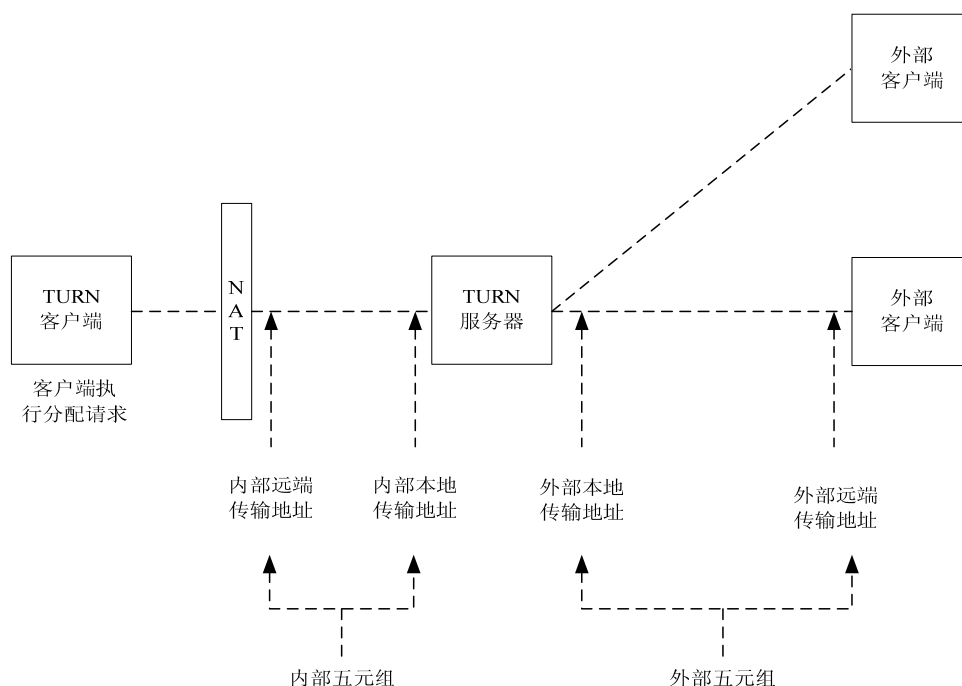 外部
客户端
TURN
客户端
NAT
TURN
服务器
外部
客户端
客户端执
行分配请求
内部远端
传输地址
内部本地
传输地址
外部本地
传输地址
外部远端
传输地址
内部五元组
外部五元组